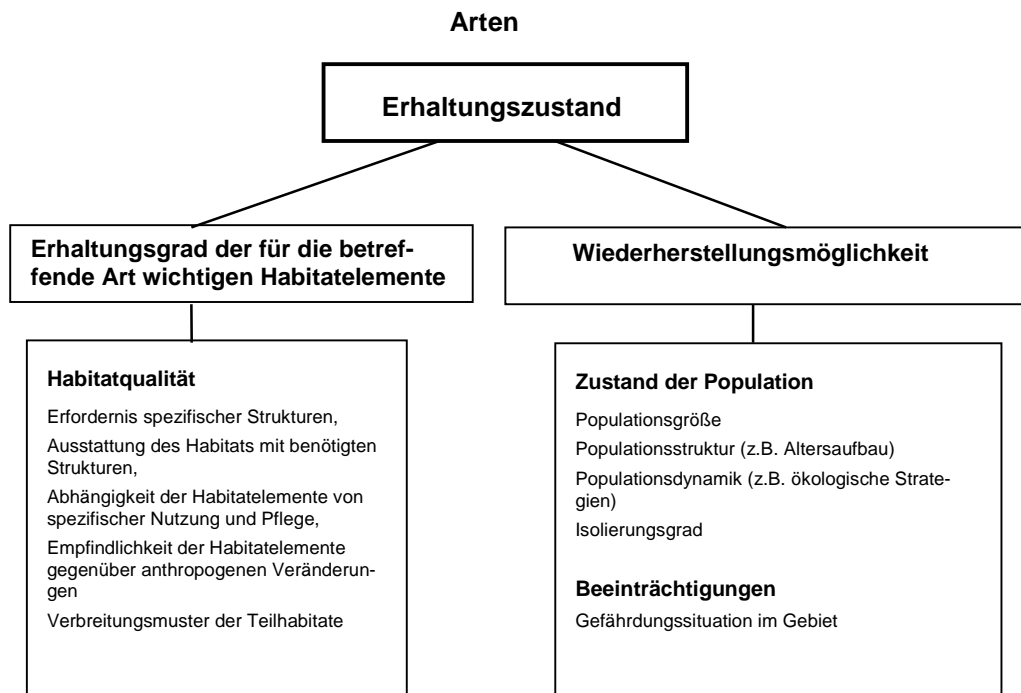 Arten
Erhaltungszustand
Erhaltungsgrad der für die betref-
fende Art wichtigen Habitatelemente
Wiederherstellungsmöglichkeit
Habitatqualität
Erfordernis spezifischer Strukturen,
Ausstattung des Habitats mit benötigten
Strukturen,
Abhängigkeit der Habitatelemente von
spezifischer Nutzung und Pflege,
Empfindlichkeit der Habitatelemente
gegenüber anthropogenen Veränderun-
gen
Verbreitungsmuster der Teilhabitate
Zustand der Population
Populationsgröße
Populationsstruktur (z.B. Altersaufbau)
Populationsdynamik (z.B. ökologische Strate-
gien)
Isolierungsgrad
Beeinträchtigungen
Gefährdungssituation im Gebiet